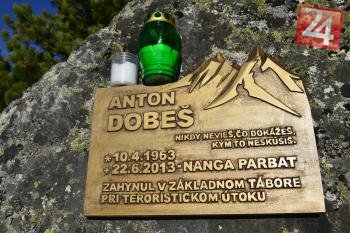 24
ANTON
DOBEŠ
NIKDY NEVIEŠ, ČO DOKÁŽEŠ,
KÝM TO NESKÚSIŠ.
*10.4.1963
+22.6.2013-NANGA PARBAT
ZAHYNUL V ZÁKLADNOM TÁBORE
PRI TERORISTICKOM ÚTOKU